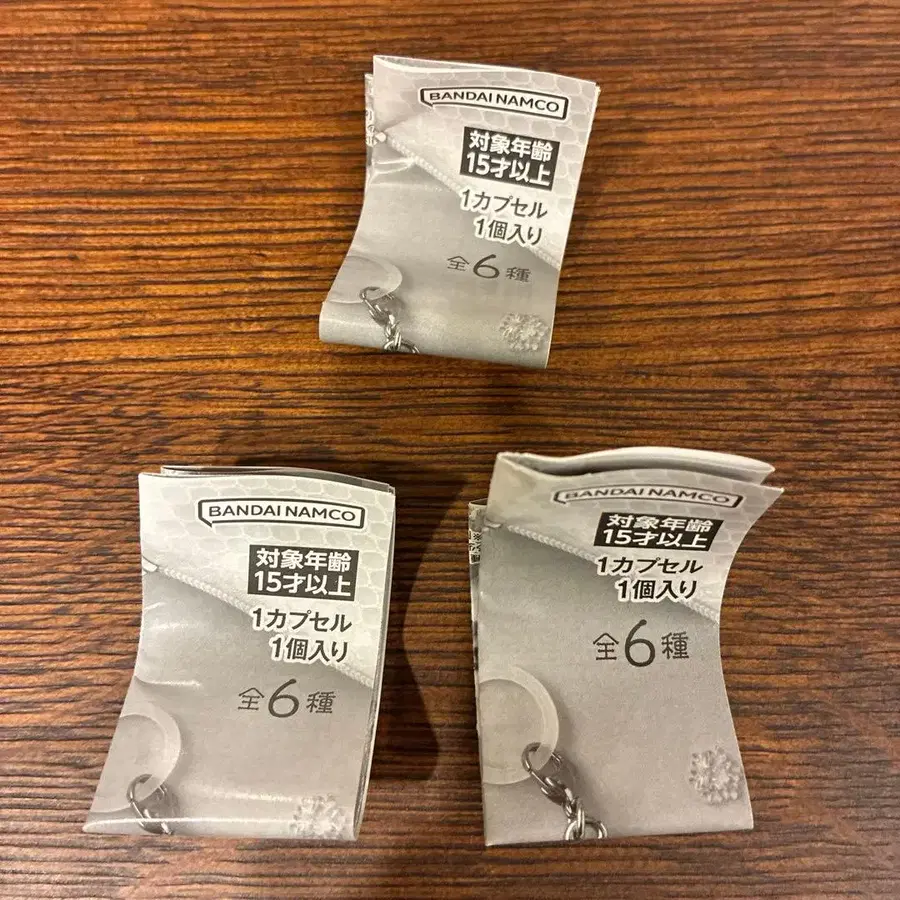 BANDAI NAMCO
対象年齢
15才以上
1カプセル
1個入り
全6種
BANDAI NAMCO
対象年齢
15才以上
1カプセル
1個入り
全6種
BANDAI NAMCO
対象年齢
15才以上
1カプセル
1個入り
全6種